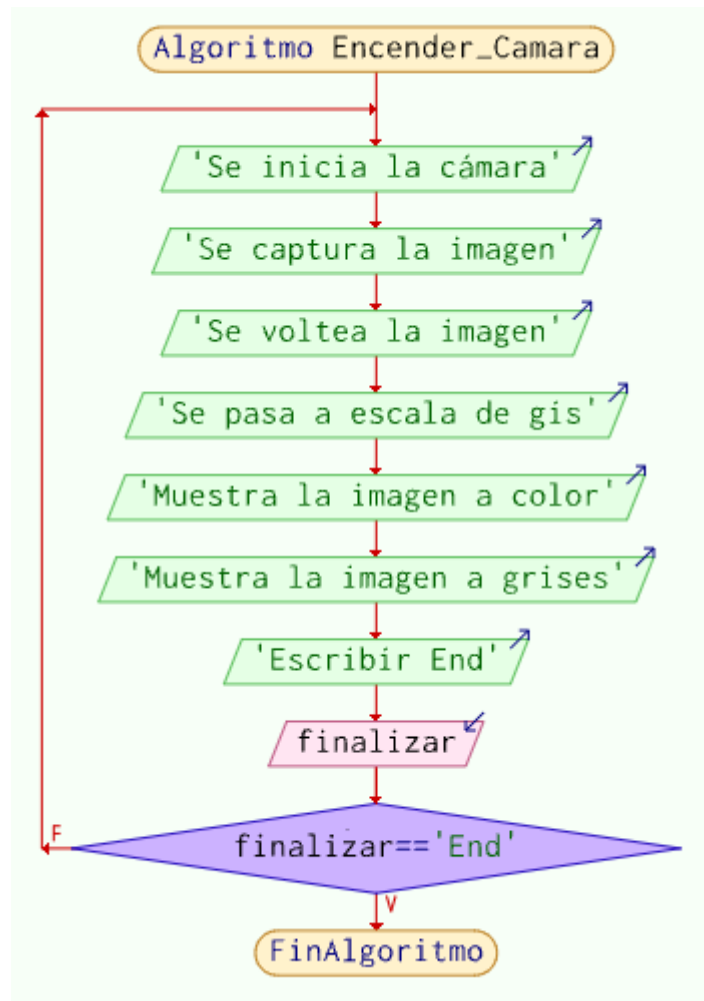 Algoritmo Encender_Camara
'Se inicia la cámara'
'Se captura la imagen'
'Se voltea la imagen'
'Se pasa a escala de gis'
'Muestra la imagen a color'
'Muestra la imagen a grises'
'Escribir End'
finalizar
F
finalizar=='End'
V
FinAlgoritmo